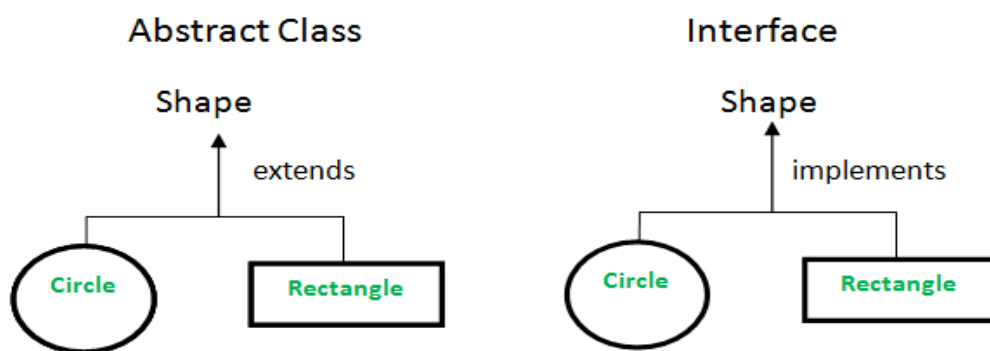 Abstract Class
Shape
extends
Circle
Rectangle
Interface
Shape
implements
Circle
Rectangle